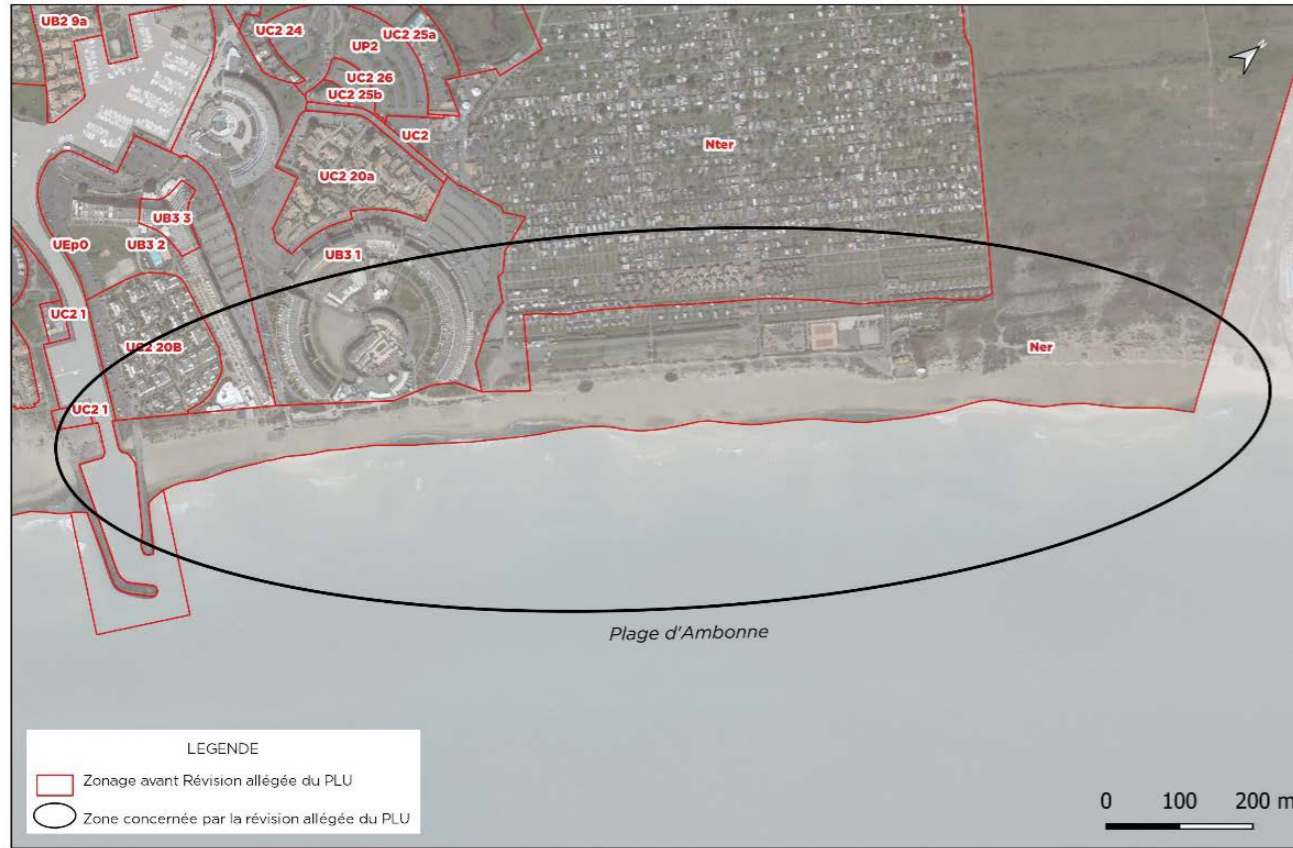 UB2 9a
UC2 24
UC2 25a
UP2
UC2 26
UC2 25b
UC2
Nter
UC2 20a
UB3 3
UEp0
UB3 2
UB3 1
UC2 1
UC2 20B
Ner
UC2 1
Plage d'Ambonne
LEGENDE
Zonage avant Révision allégée du PLU
Zone concernée par la révision allégée du PLU
0 100 200 m